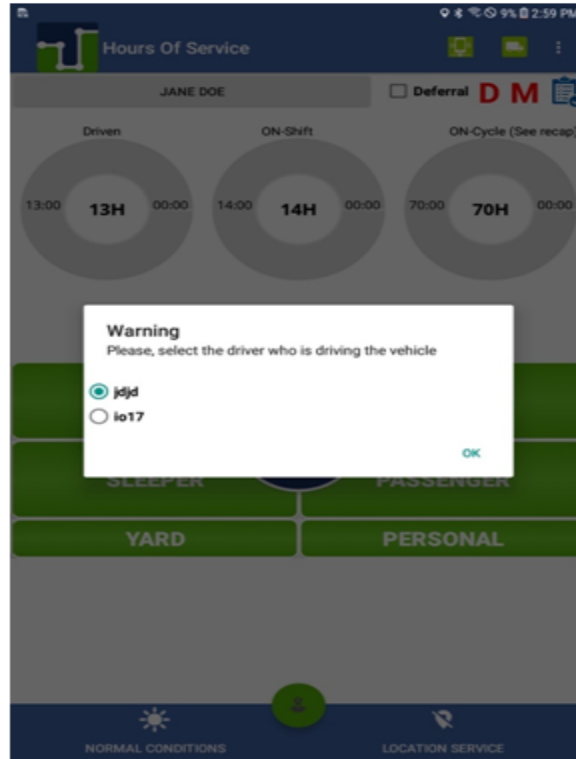 9% 2:59 PM
Hours Of Service
JANE DOE
Deferral D M
Driven
ON-Shift
ON-Cycle (See recap)
13:00 13H 00:00
14:00 14H 00:00
70:00 70H 00:00
Warning
Please, select the driver who is driving the vehicle
jdjd
io17
OK
SLEEPER
PASSENGER
YARD
PERSONAL
NORMAL CONDITIONS
LOCATION SERVICE